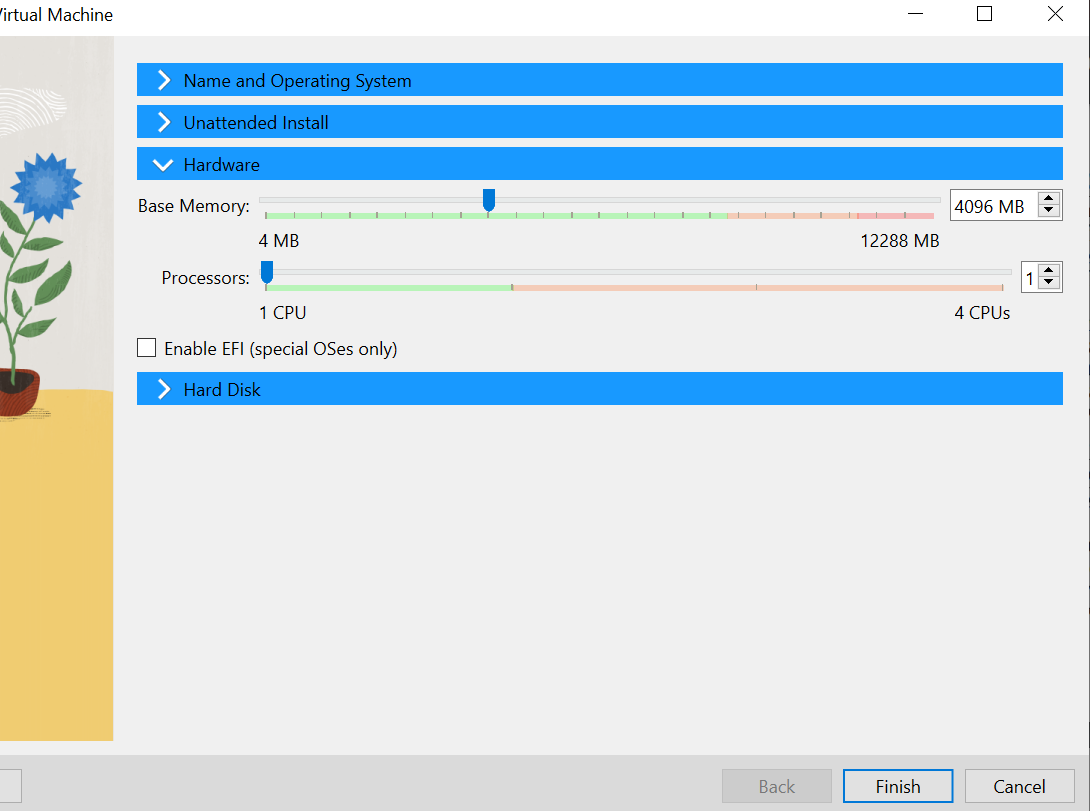 Virtual Machine
Name and Operating System
Unattended Install
Hardware
Base Memory:
4096 MB
4 MB
12288 MB
Processors:
1
1 CPU
4 CPUs
Enable EFI (special OSes only)
Hard Disk
Back
Finish
Cancel